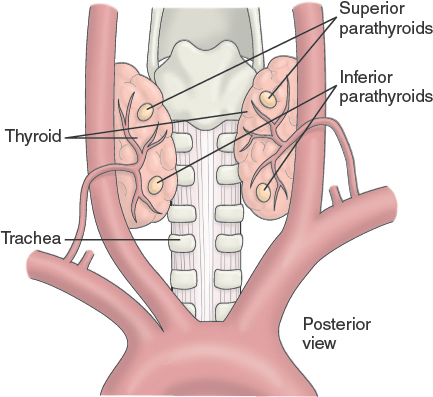 Superior
parathyroids
Inferior
parathyroids
Thyroid
Trachea
Posterior
view